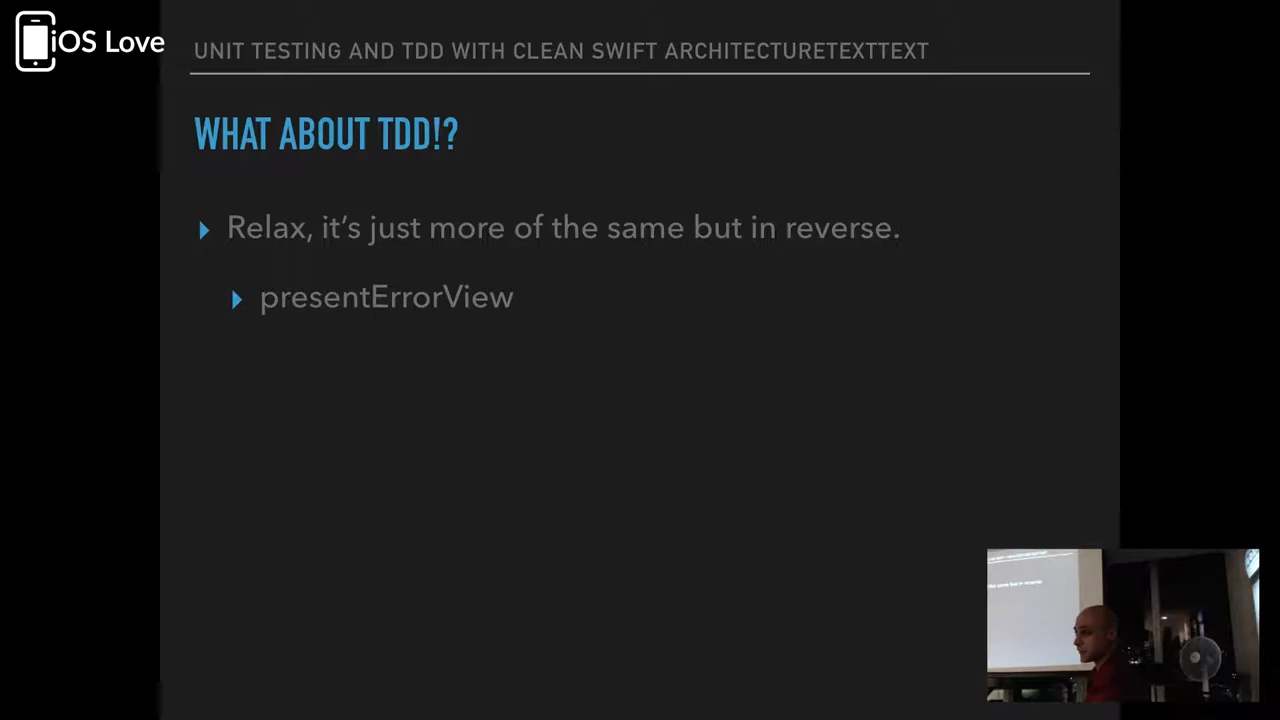 iOS Love
UNIT TESTING AND TDD WITH CLEAN SWIFT ARCHITECTURETEXTTEXT
WHAT ABOUT TDD!?
Relax, it’s just more of the same but in reverse.
presentErrorView